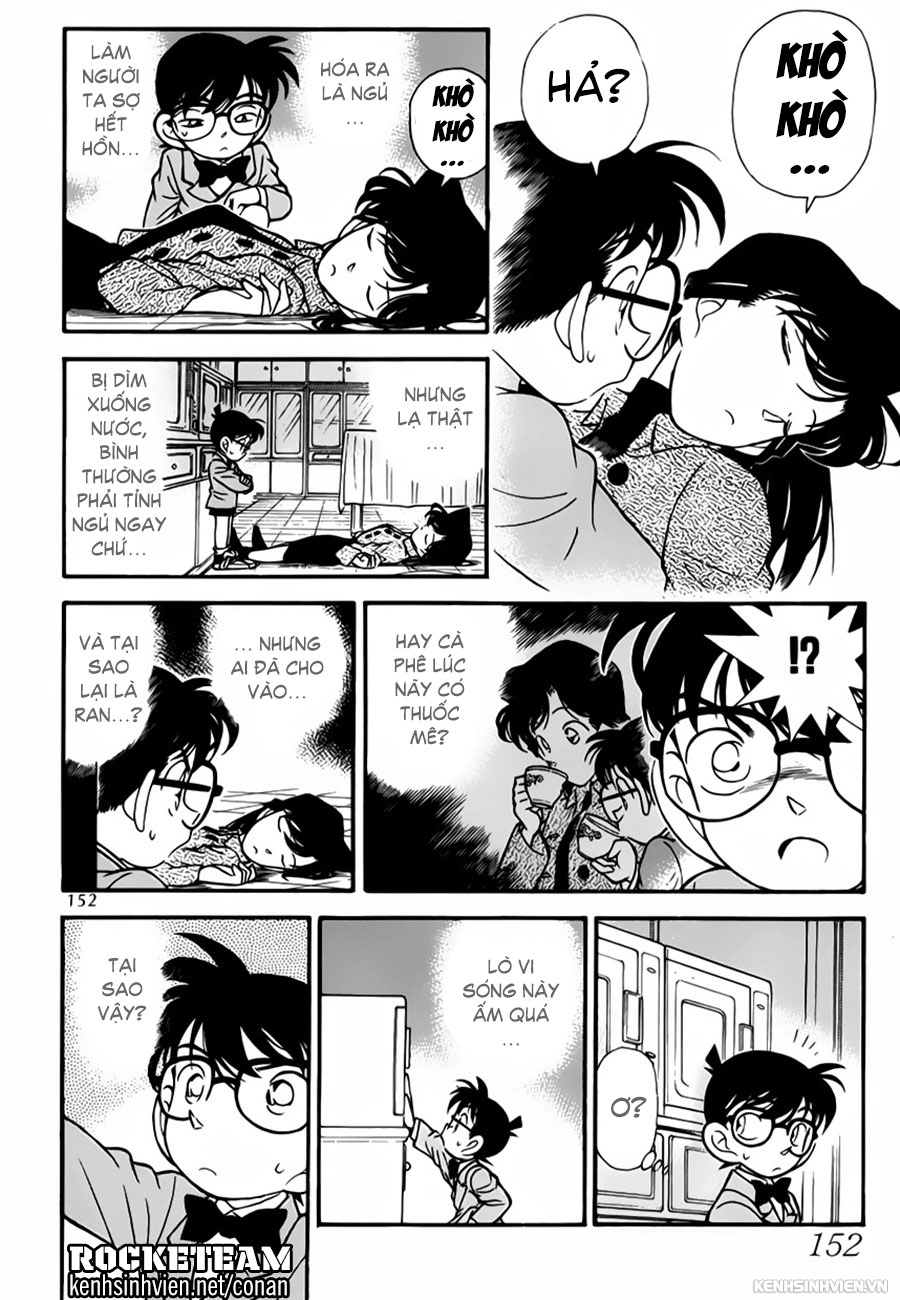 KHÒ
KHÒ
...
HẢ?
KHÒ
KHÒ
...
HÓA RA
LÀ NGỦ
...
LÀM
NGƯỜI
TA SỢ
HẾT
HỒN...
NHƯNG
LẠ THẬT
...
BỊ DÌM
XUỐNG
NƯỚC,
BÌNH
THƯỜNG
PHẢI TỈNH
NGỦ NGAY
CHỨ...
!?
HAY CÀ
PHÊ LÚC
NÃY CÓ
THUỐC
MÊ?
... NHƯNG
AI ĐÃ CHO
VÀO...
VÀ TẠI
SAO
LẠI LÀ
RAN...?
152
Ơ?
LÒ VI
SÓNG NÀY
ẤM QUÁ
...
TẠI
SAO
VẬY?
152
ROCKETEAM
kenhsinhvien.net/conan
KENHSINHVIEN.VN